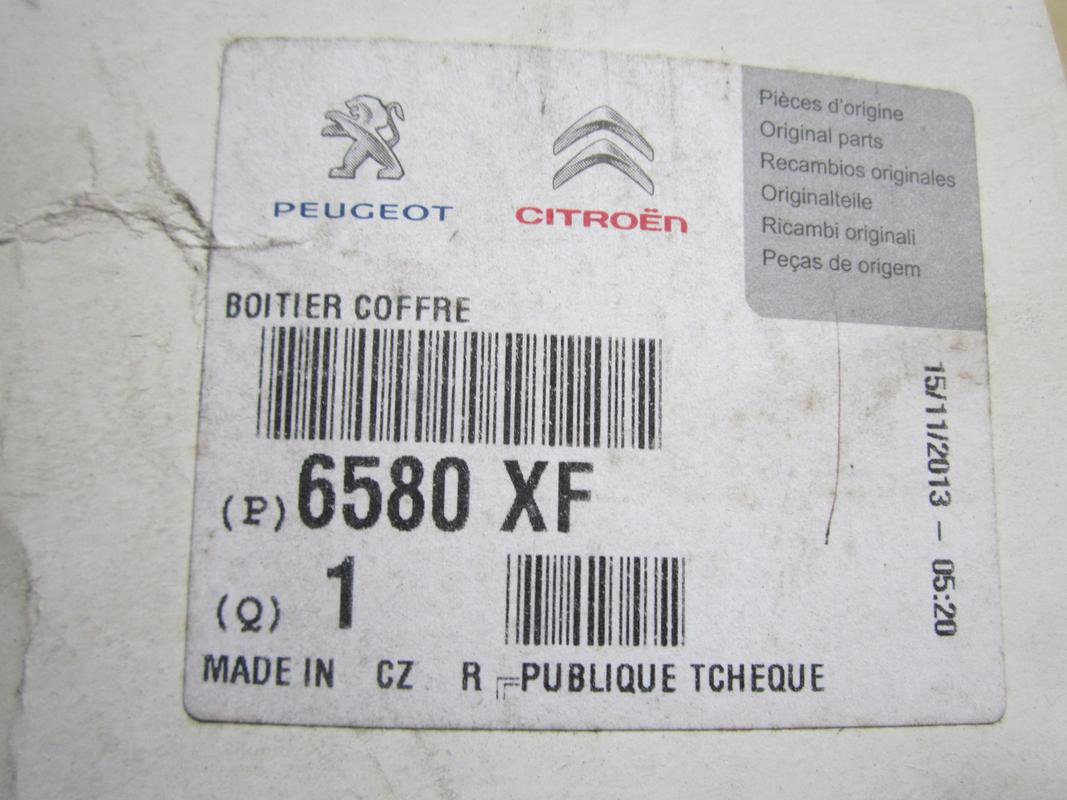 PEUGEOT
CITROËN
Pièces d'origine
Original parts
Recambios originales
Originalteile
Ricambi originali
Peças de origem
BOITIER COFFRE
(P) 6580 XF
(Q) 1
MADE IN CZ R PUBLIQUE TCHEQUE
15/11/2013 - 05:20